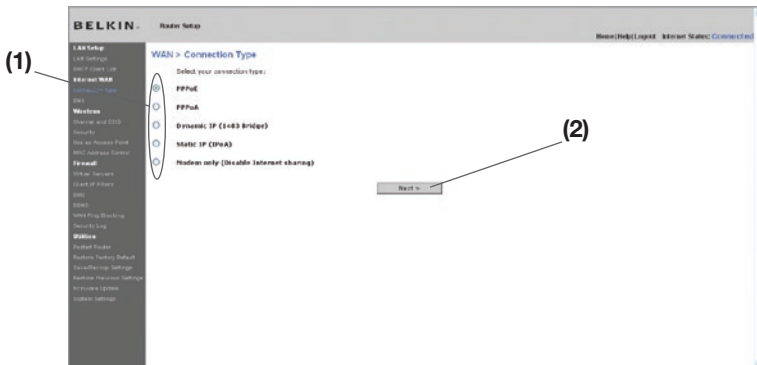 BELKIN.
Router Setup
Home|Help|Logout Internet Status: Connected
LAN Setup
LAN Settings
DHCP Client List
Internet WAN
Connection Type
DNS
Wireless
Channel and SSID
Security
Use as Access Point
MAC Address Control
Firewall
Virtual Servers
Client IP Filters
DMZ
DDNS
WAN Ping Blocking
Security Log
Utilities
Restart Router
Restore Factory Default
Save/Backup Settings
Restore Previous Settings
Firmware Update
System Settings
(1)
WAN > Connection Type
Select your connection type:
PPPoE
PPPoA
Dynamic IP (1483 Bridge)
Static IP (IPoA)
Modem only (Disable Internet sharing)
(2)
Next >